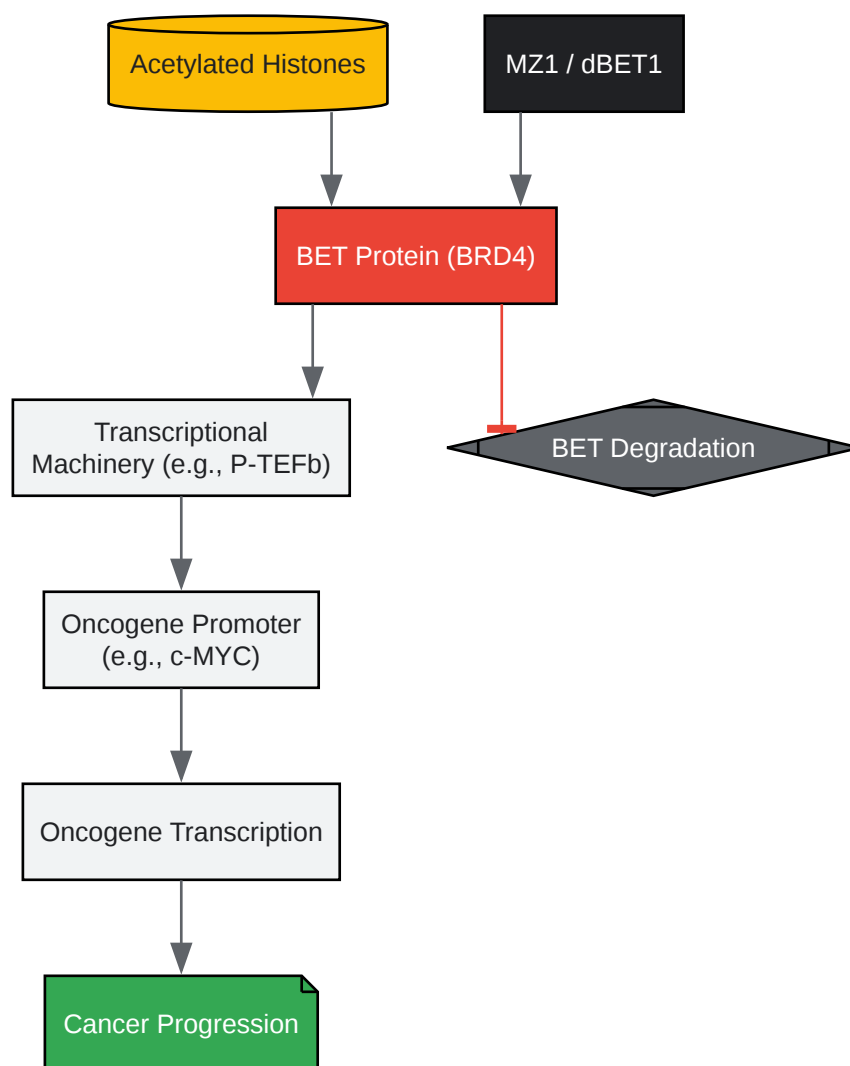 Acetylated Histones
MZ1 / dBET1
BET Protein (BRD4)
Transcriptional
Machinery (e.g., P-TEFb)
BET Degradation
Oncogene Promoter
(e.g., c-MYC)
Oncogene Transcription
Cancer Progression